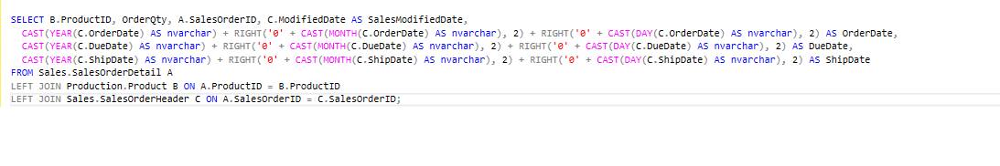 SELECT B.ProductID, OrderQty, A.SalesOrderID, C.ModifiedDate AS SalesModifiedDate,
CAST(YEAR(C.OrderDate) AS nvarchar) + RIGHT('0' + CAST(MONTH(C.OrderDate) AS nvarchar), 2) + RIGHT('0' + CAST(DAY(C.OrderDate) AS nvarchar), 2) AS OrderDate,
CAST(YEAR(C.DueDate) AS nvarchar) + RIGHT('0' + CAST(MONTH(C.DueDate) AS nvarchar), 2) + RIGHT('0' + CAST(DAY(C.DueDate) AS nvarchar), 2) AS DueDate,
CAST(YEAR(C.ShipDate) AS nvarchar) + RIGHT('0' + CAST(MONTH(C.ShipDate) AS nvarchar), 2) + RIGHT('0' + CAST(DAY(C.ShipDate) AS nvarchar), 2) AS ShipDate
FROM Sales.SalesOrderDetail A
LEFT JOIN Production.Product B ON A.ProductID = B.ProductID
LEFT JOIN Sales.SalesOrderHeader C ON A.SalesOrderID = C.SalesOrderID;